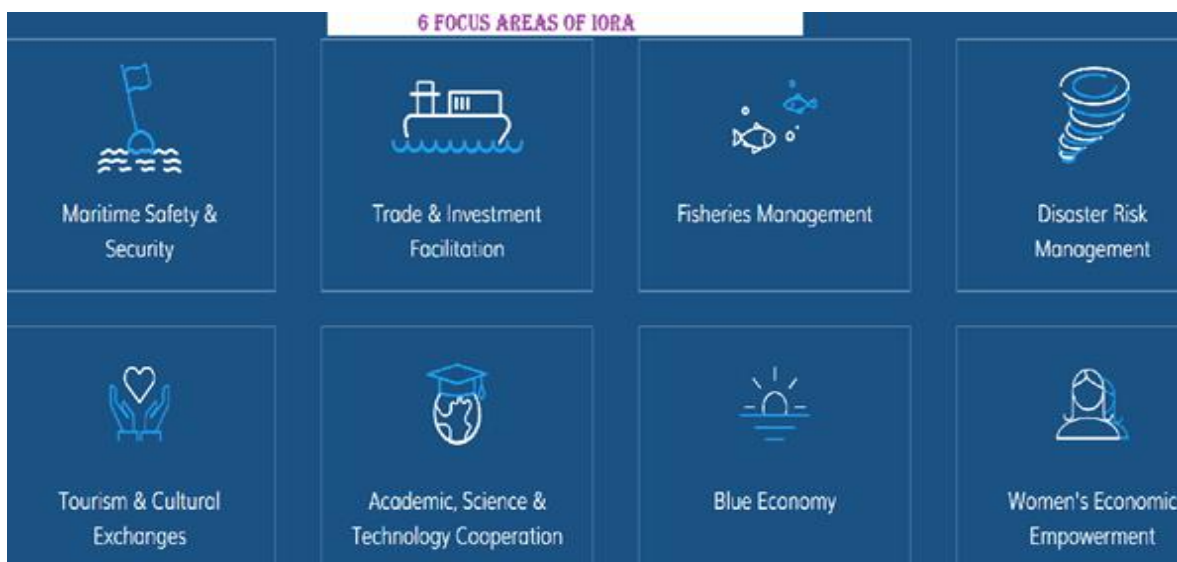 6 FOCUS AREAS OF IORA
Maritime Safety &
Security
Trade & Investment
Facilitation
Fisheries Management
Disaster Risk
Management
Tourism & Cultural
Exchanges
Academic, Science &
Technology Cooperation
Blue Economy
Women's Economic
Empowerment